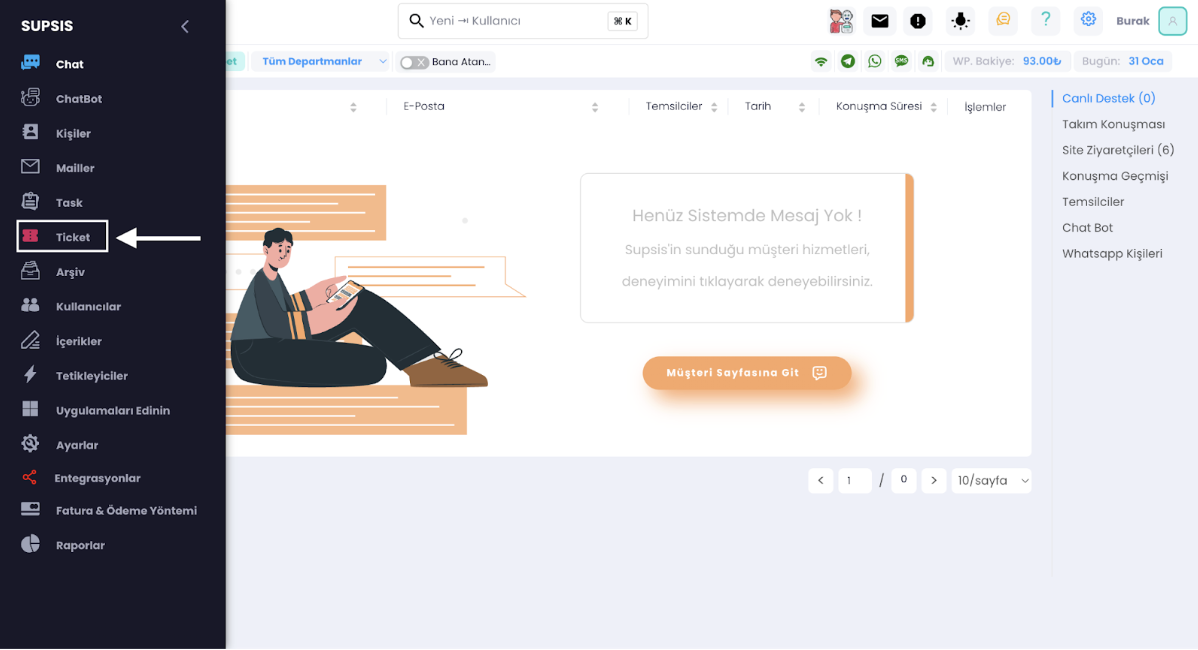 SUPSIS
Yeni ⇥ Kullanıcı
⌘ K
Burak
Chat
ChatBot
Kişiler
Mailler
Task
Ticket
Arşiv
Kullanıcılar
İçerikler
Tetikleyiciler
Uygulamaları Edinin
Ayarlar
Entegrasyonlar
Fatura & Ödeme Yöntemi
Raporlar
et
Tüm Departmanlar
Bana Atan...
SMS
WP. Bakiye: 93.00₺
Bugün: 31 Oca
E-Posta
Temsilciler
Tarih
Konuşma Süresi
İşlemler
Henüz Sistemde Mesaj Yok !
Supsis'in sunduğu müşteri hizmetleri,
deneyimini tıklayarak deneyebilirsiniz.
Müşteri Sayfasına Git
< 1 / 0 > 10/sayfa
Canlı Destek (0)
Takım Konuşması
Site Ziyaretçileri (6)
Konuşma Geçmişi
Temsilciler
Chat Bot
Whatsapp Kişileri